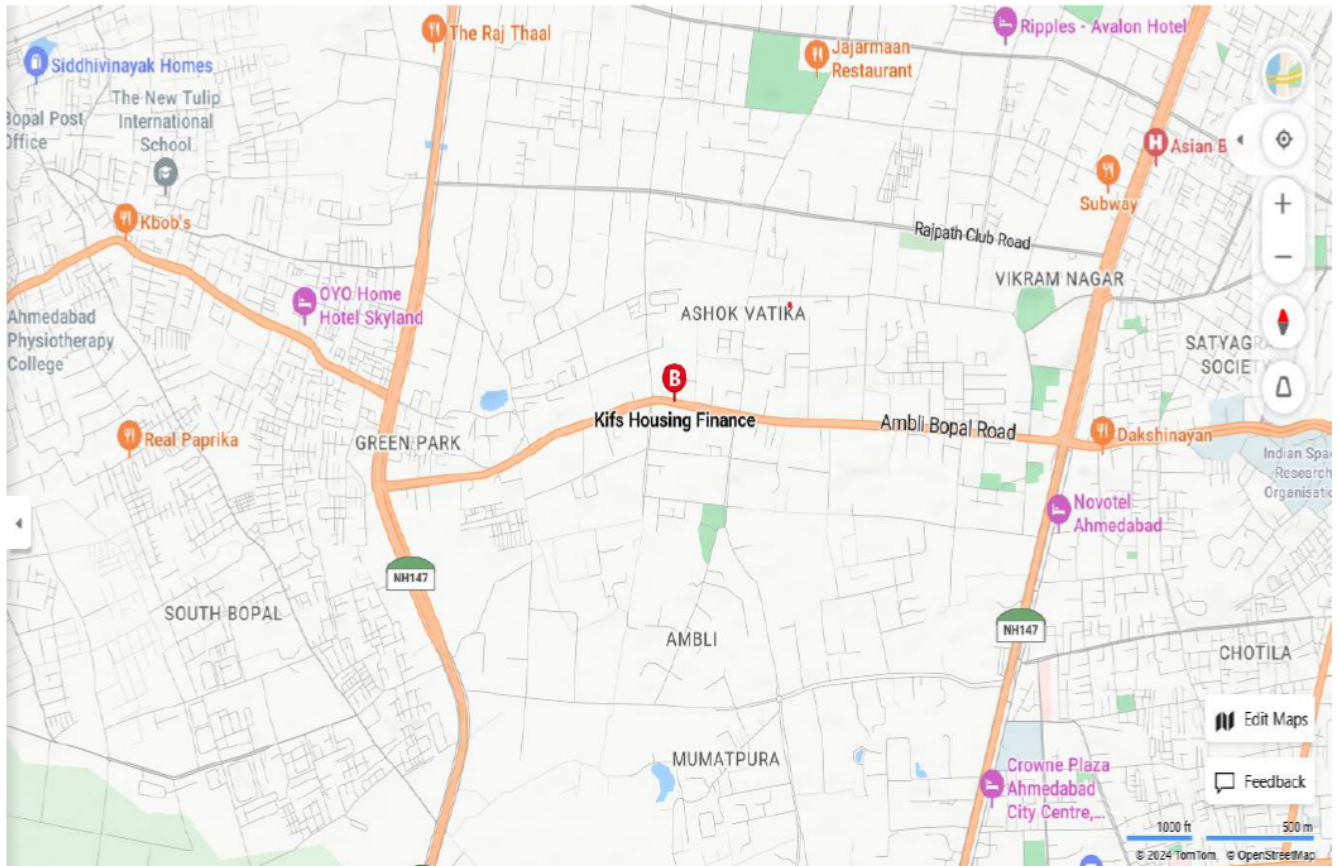 The Raj Thaal
Ripples - Avalon Hotel
Jajarmaan
Restaurant
Siddhivinayak Homes
The New Tulip
International
School
Bopal Post
Office
Asian B
Subway
Kbob's
Rajpath Club Road
VIKRAM NAGAR
OYO Home
Hotel Skyland
ASHOK VATIKA
Ahmedabad
Physiotherapy
College
SATYAGRA
SOCIET
B
Kifs Housing Finance
Ambli Bopal Road
Real Paprika
GREEN PARK
Dakshinayan
Indian Spac
Research
Organisatio
Novotel
Ahmedabad
NH147
SOUTH BOPAL
NH147
AMBLI
CHOTILA
Edit Maps
MUMATPURA
Crowne Plaza
Ahmedabad
City Centre,...
Feedback
1000 ft 500 m
© 2024 TomTom, © OpenStreetMap